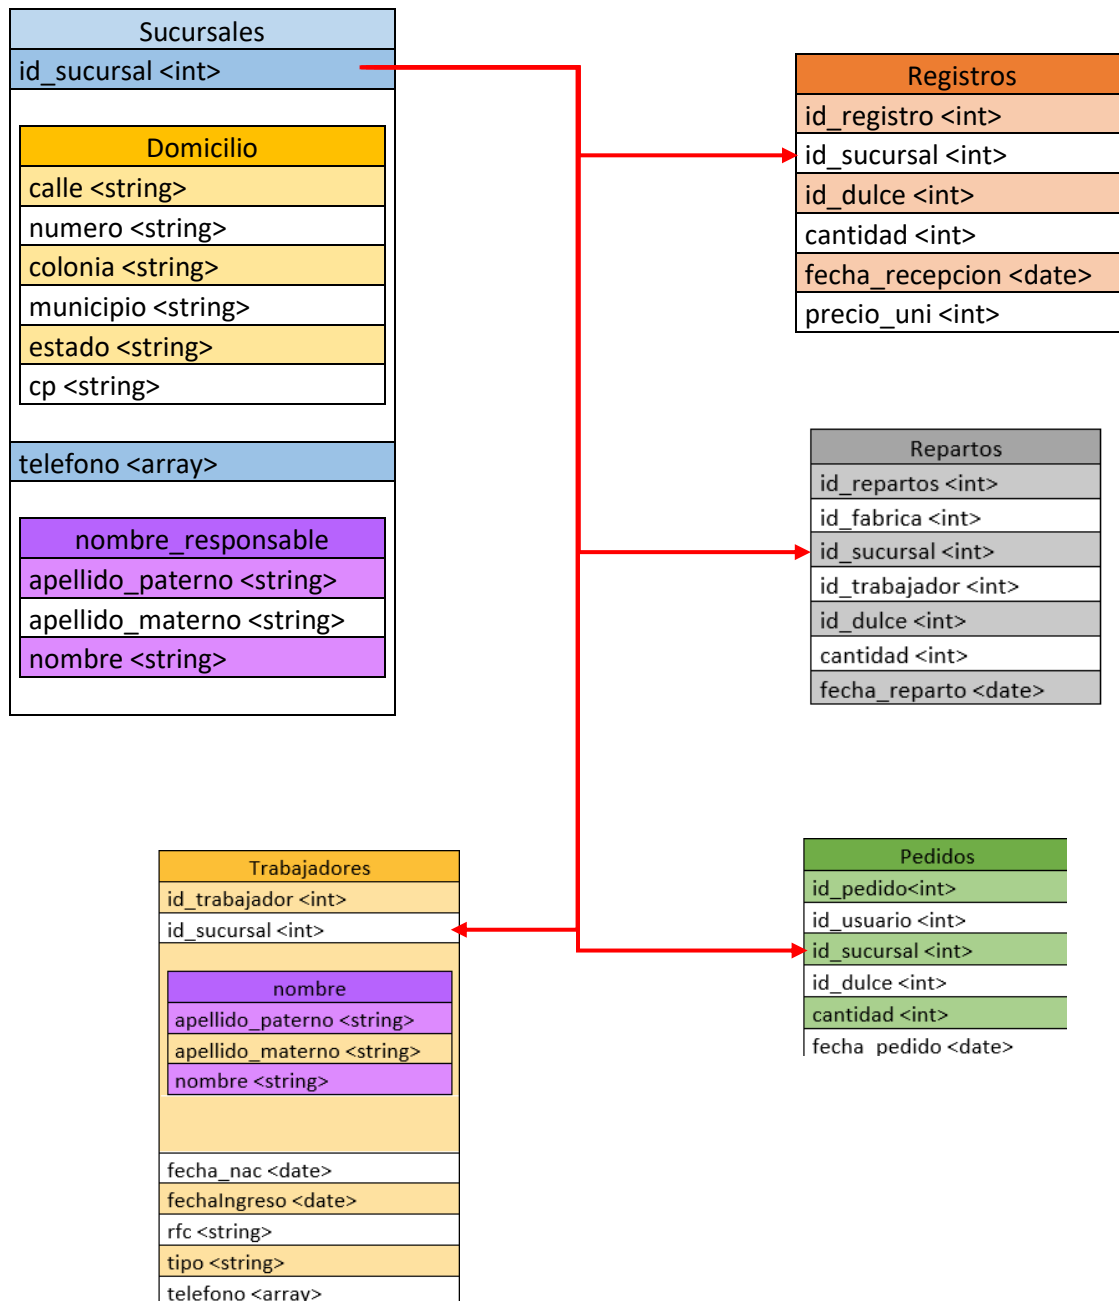 Sucursales
id_sucursal <int>
Domicilio
calle <string>
numero <string>
colonia <string>
municipio <string>
estado <string>
cp <string>
telefono <array>
nombre_responsable
apellido_paterno <string>
apellido_materno <string>
nombre <string>
Registros
id_registro <int>
id_sucursal <int>
id_dulce <int>
cantidad <int>
fecha_recepcion <date>
precio_uni <int>
Repartos
id_repartos <int>
id_fabrica <int>
id_sucursal <int>
id_trabajador <int>
id_dulce <int>
cantidad <int>
fecha_reparto <date>
Trabajadores
id_trabajador <int>
id_sucursal <int>
nombre
apellido_paterno <string>
apellido_materno <string>
nombre <string>
fecha_nac <date>
fechaIngreso <date>
rfc <string>
tipo <string>
telefono <array>
Pedidos
id_pedido<int>
id_usuario <int>
id_sucursal <int>
id_dulce <int>
cantidad <int>
fecha_pedido <date>